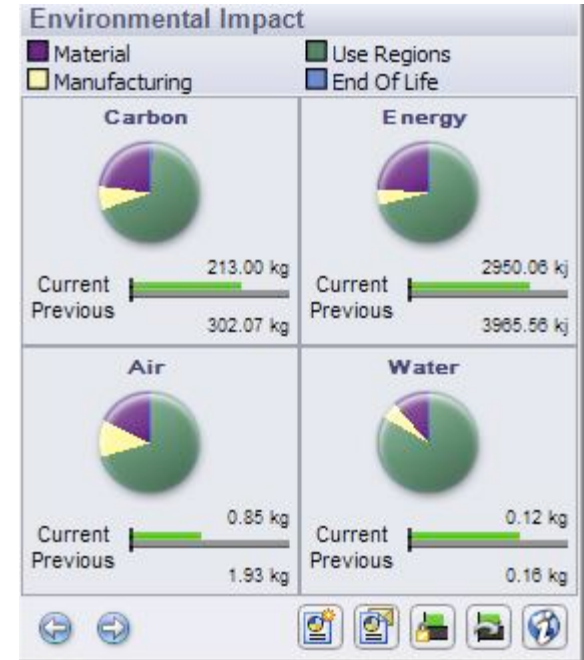 Environmental Impact
Material
Use Regions
Manufacturing
End Of Life
Carbon
Energy
213.00 kg
Current
Previous
302.07 kg
2950.06 kj
Current
Previous
3965.56 kj
Air
Water
0.85 kg
Current
Previous
1.93 kg
0.12 kg
Current
Previous
0.16 kg